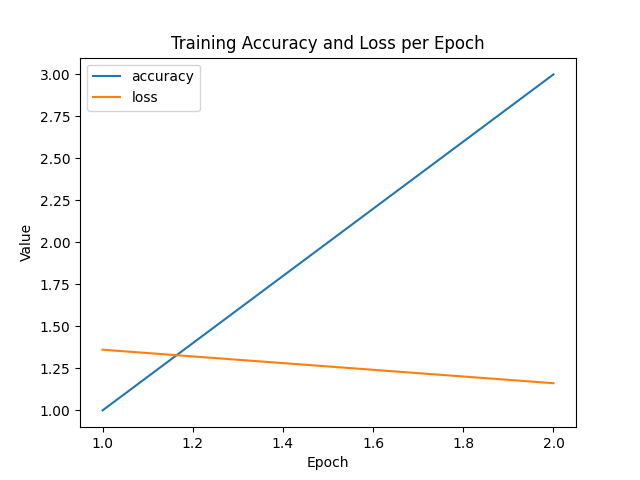 Training Accuracy and Loss per Epoch
accuracy
loss
3.00
2.75
2.50
2.25
2.00
1.75
1.50
1.25
1.00
Value
1.0 1.2 1.4 1.6 1.8 2.0
Epoch